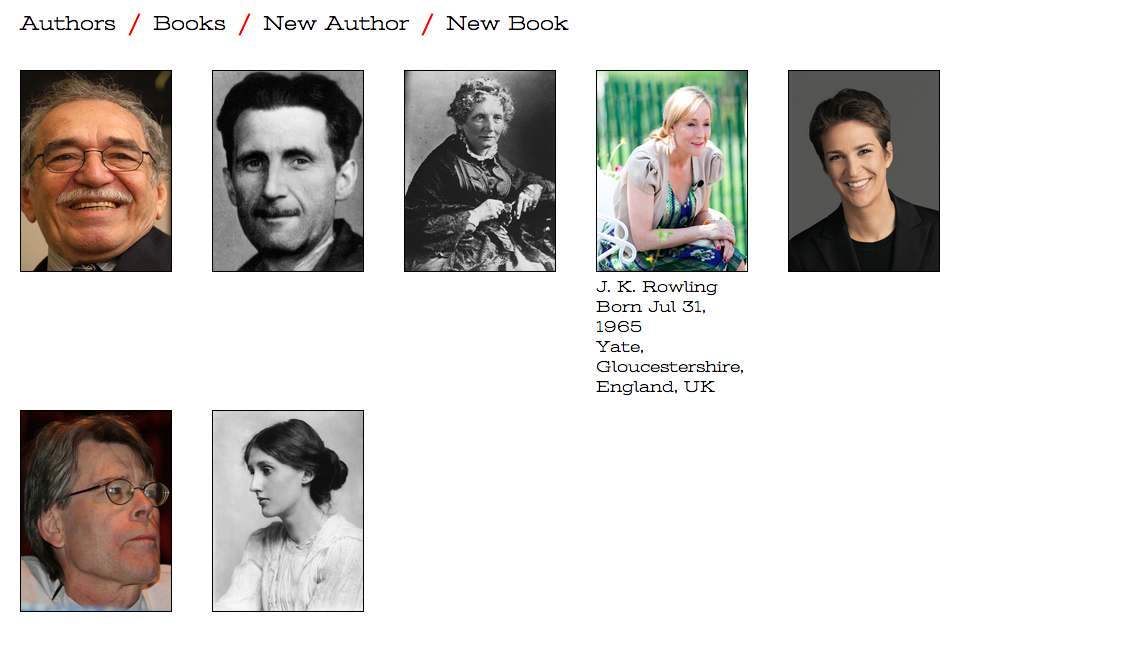 Authors / Books / New Author / New Book
J. K. Rowling
Born Jul 31,
1965
Yate,
Gloucestershire,
England, UK